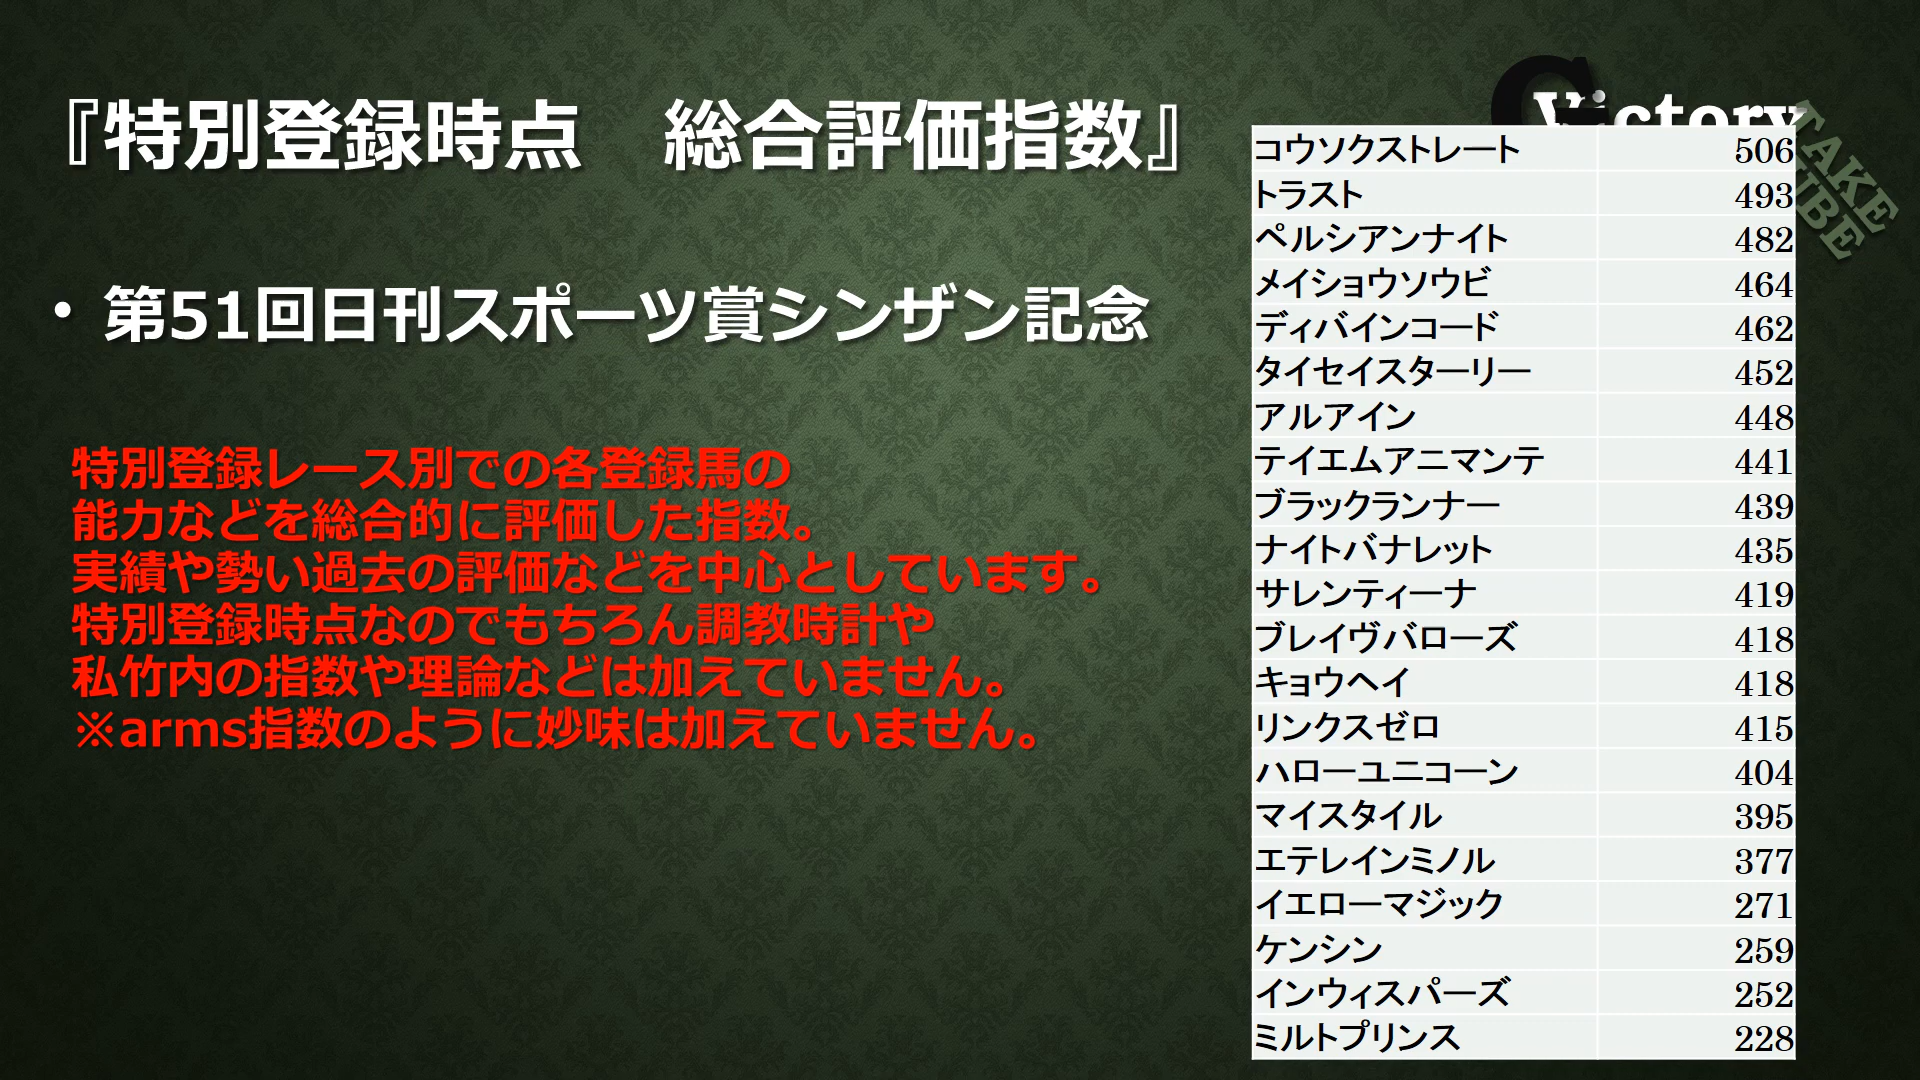 『特別登録時点　総合評価指数』
• 第51回日刊スポーツ賞シンザン記念
特別登録レース別での各登録馬の
能力などを総合的に評価した指数。
実績や勢い過去の評価などを中心としています。
特別登録時点なのでもちろん調教時計や
私竹内の指数や理論などは加えていません。
※arms指数のように妙味は加えていません。
Victory
TAKE
コウソクストレート 506
トラスト 493
ペルシアンナイト 482
メイショウソウビ 464
ディバインコード 462
タイセイスターリー 452
アルアイン 448
テイエムアニマンテ 441
ブラックランナー 439
ナイトバナレット 435
サレンティーナ 419
ブレイヴバローズ 418
キョウヘイ 418
リンクスゼロ 415
ハローユニコーン 404
マイスタイル 395
エテレインミノル 377
イエローマジック 271
ケンシン 259
インウィスパーズ 252
ミルトプリンス 228